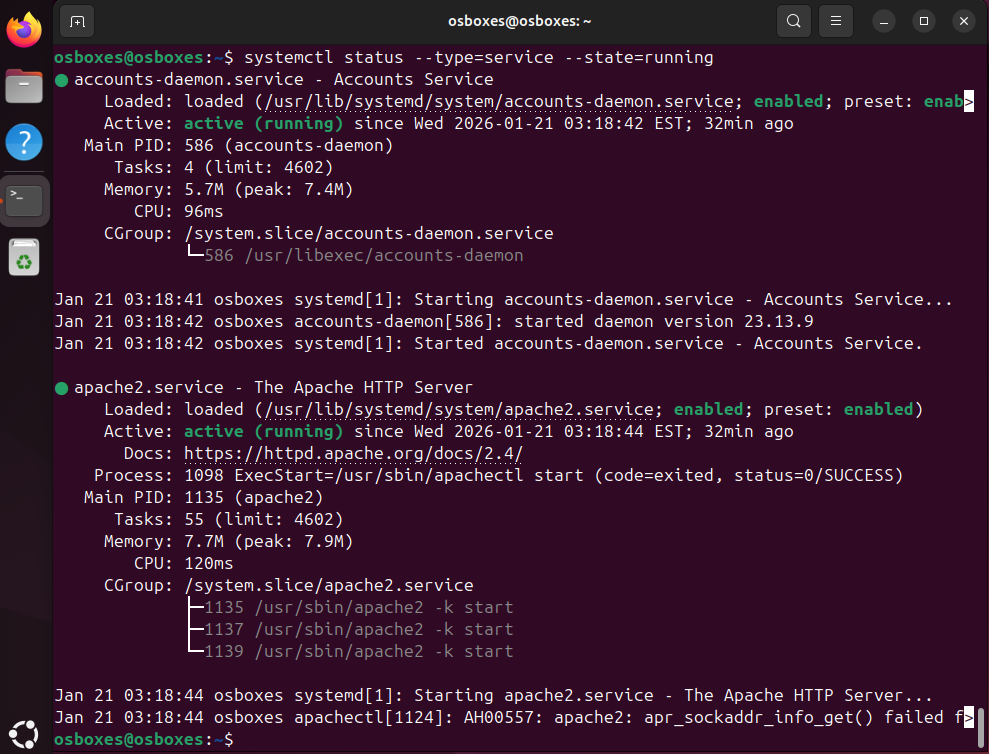 osboxes@osboxes: ~
osboxes@osboxes:~$ systemctl status --type=service --state=running
● accounts-daemon.service - Accounts Service
Loaded: loaded (/usr/lib/systemd/system/accounts-daemon.service; enabled; preset: enab>
Active: active (running) since Wed 2026-01-21 03:18:42 EST; 32min ago
Main PID: 586 (accounts-daemon)
Tasks: 4 (limit: 4602)
Memory: 5.7M (peak: 7.4M)
CPU: 96ms
CGroup: /system.slice/accounts-daemon.service
└─586 /usr/libexec/accounts-daemon
Jan 21 03:18:41 osboxes systemd[1]: Starting accounts-daemon.service - Accounts Service...
Jan 21 03:18:42 osboxes accounts-daemon[586]: started daemon version 23.13.9
Jan 21 03:18:42 osboxes systemd[1]: Started accounts-daemon.service - Accounts Service.
● apache2.service - The Apache HTTP Server
Loaded: loaded (/usr/lib/systemd/system/apache2.service; enabled; preset: enabled)
Active: active (running) since Wed 2026-01-21 03:18:44 EST; 32min ago
Docs: https://httpd.apache.org/docs/2.4/
Process: 1098 ExecStart=/usr/sbin/apachectl start (code=exited, status=0/SUCCESS)
Main PID: 1135 (apache2)
Tasks: 55 (limit: 4602)
Memory: 7.7M (peak: 7.9M)
CPU: 120ms
CGroup: /system.slice/apache2.service
├─1135 /usr/sbin/apache2 -k start
├─1137 /usr/sbin/apache2 -k start
└─1139 /usr/sbin/apache2 -k start
Jan 21 03:18:44 osboxes systemd[1]: Starting apache2.service - The Apache HTTP Server...
Jan 21 03:18:44 osboxes apachectl[1124]: AH00557: apache2: apr_sockaddr_info_get() failed f>
osboxes@osboxes:~$